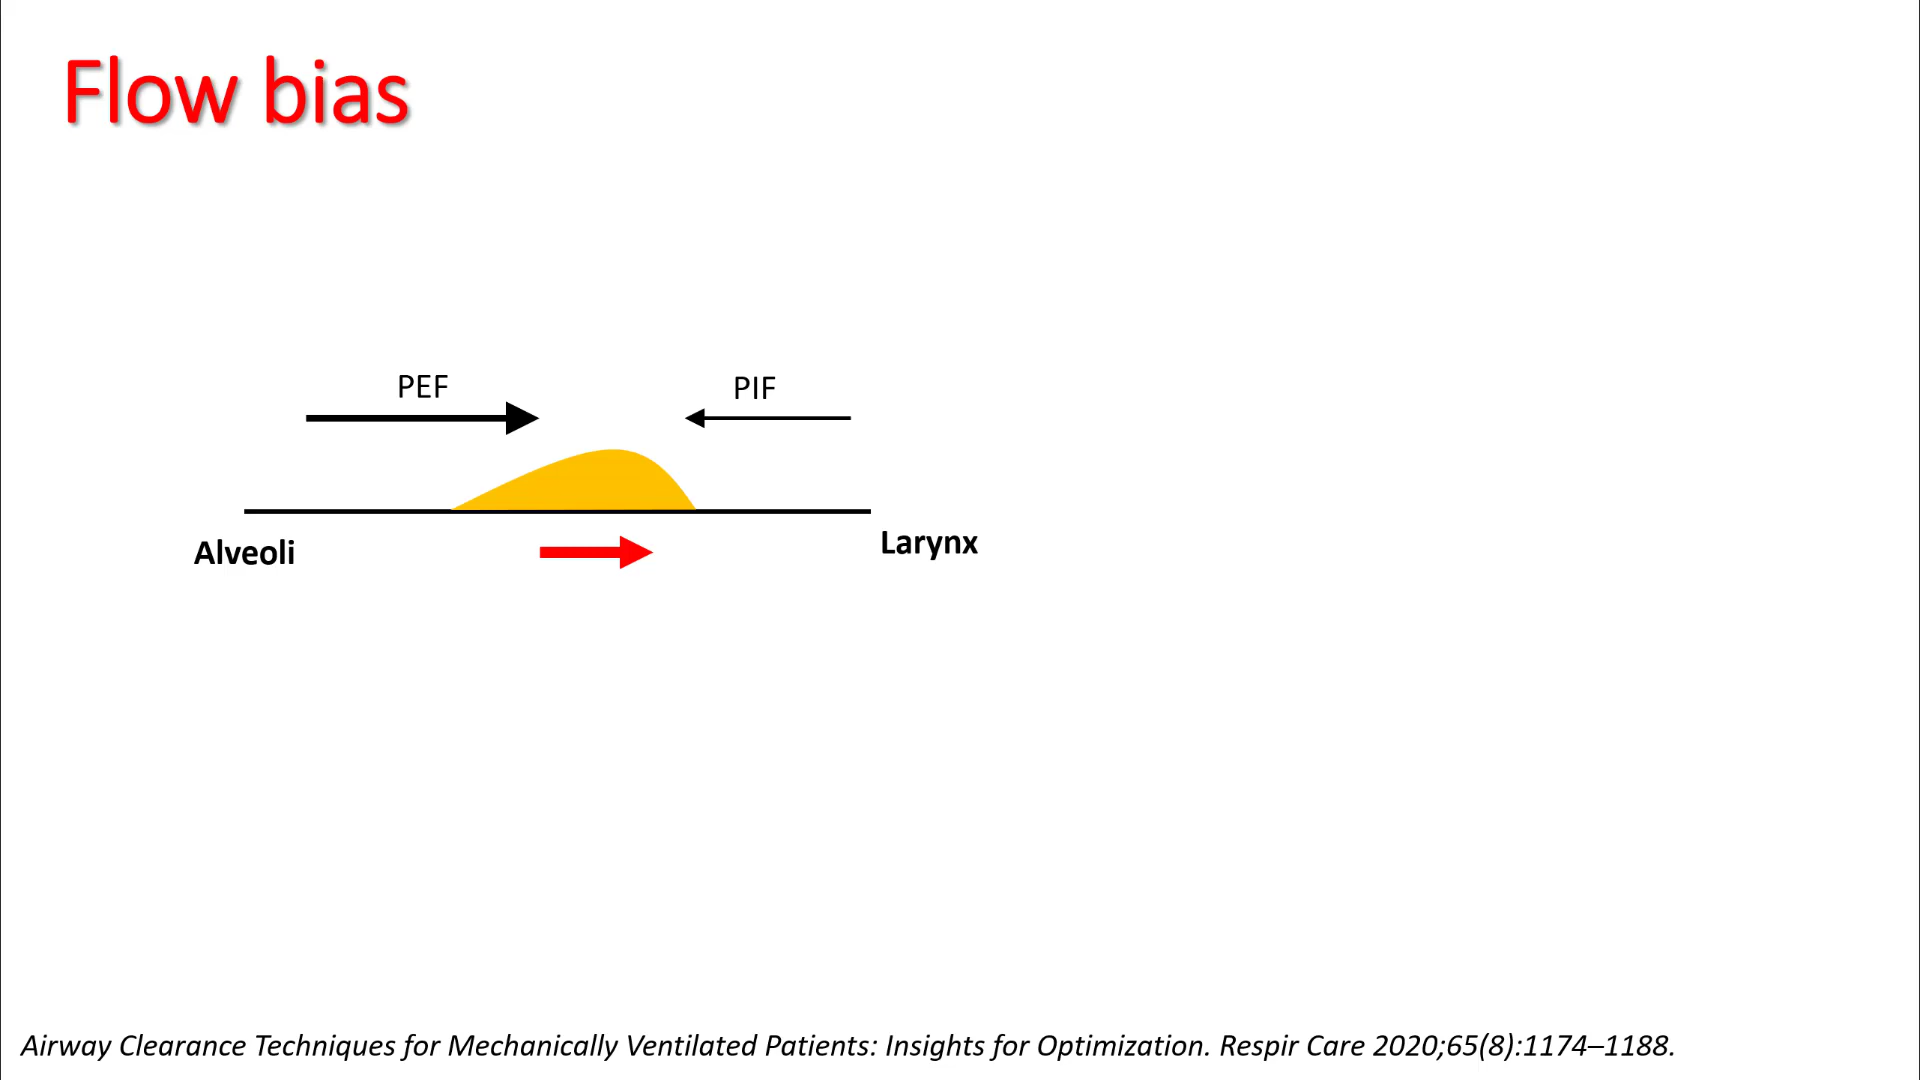 Flow bias
PEF
PIF
Alveoli
Larynx
Airway Clearance Techniques for Mechanically Ventilated Patients: Insights for Optimization. Respir Care 2020;65(8):1174–1188.